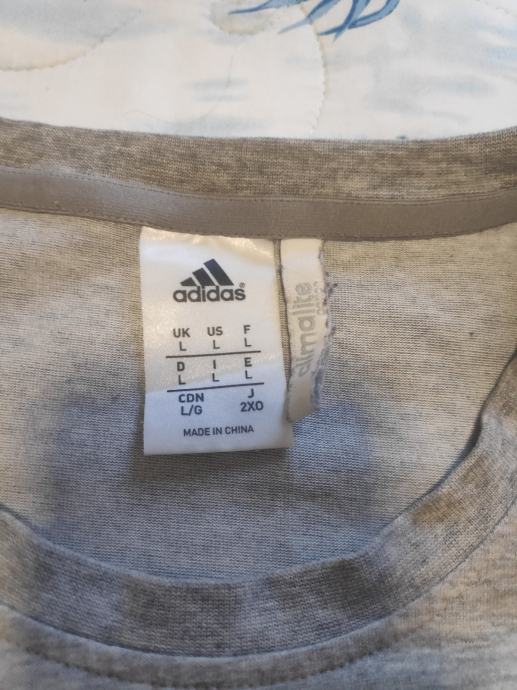 adidas®
UK US F
L L L
D I E
L L L
CDN J
L/G 2XO
MADE IN CHINA
climalite